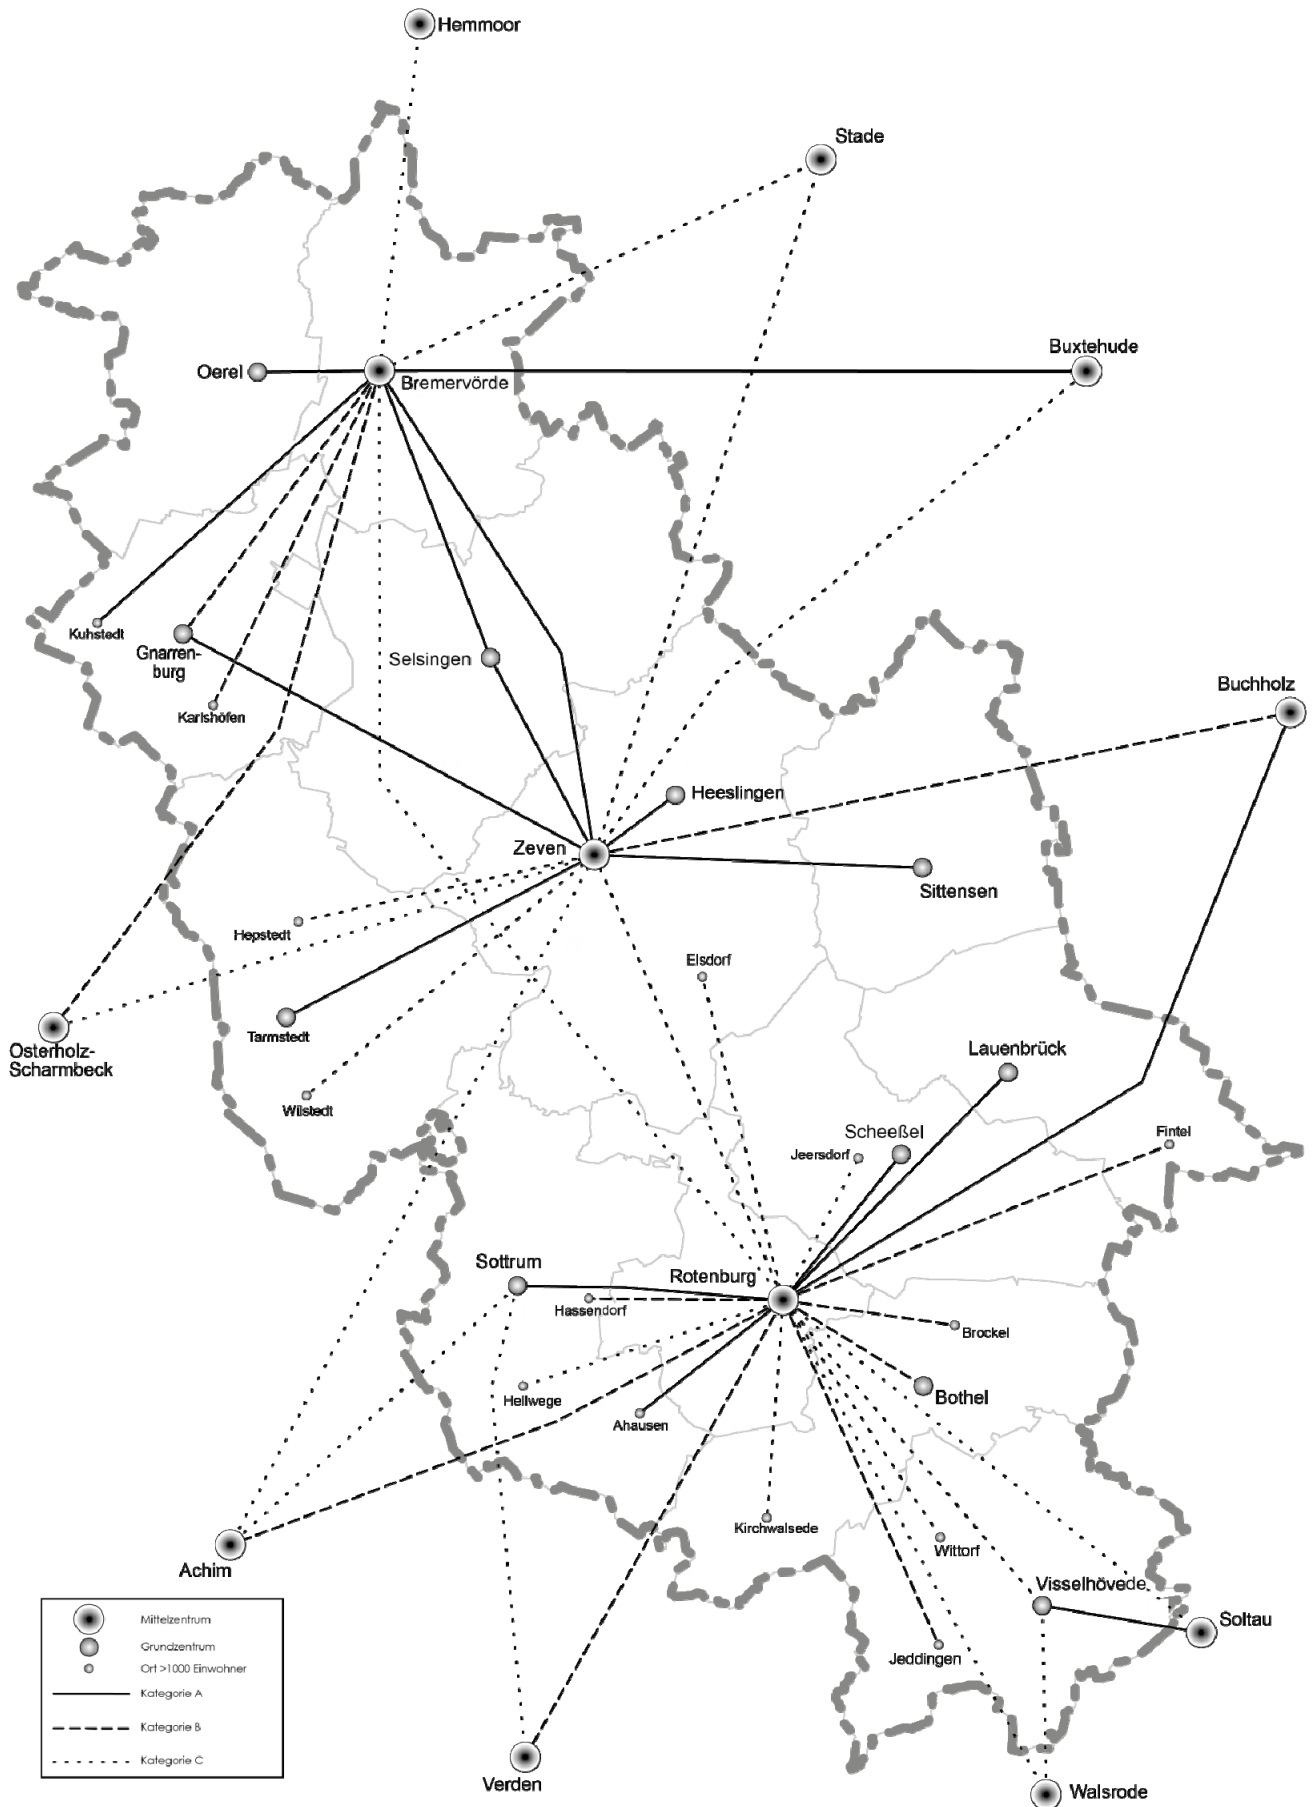 Hemmoor
Stade
Buxtehude
Oerel
Bremervörde
Kuhstedt
Gnarren-
burg
Selsingen
Karlshöfen
Buchholz
Heeslingen
Zeven
Sittensen
Hepstedt
Elsdorf
Tarmstedt
Osterholz-
Scharmbeck
Lauenbrück
Wilstedt
Scheeßel
Fintel
Jeersdorf
Sottrum
Rotenburg
Hassendorf
Brockel
Hellwege
Bothel
Ahausen
Kirchwalsede
Wittorf
Achim
Visselhövede
Soltau
Jeddingen
Verden
Walsrode
Mittelzentrum
Grundzentrum
Ort >1000 Einwohner
Kategorie A
Kategorie B
Kategorie C